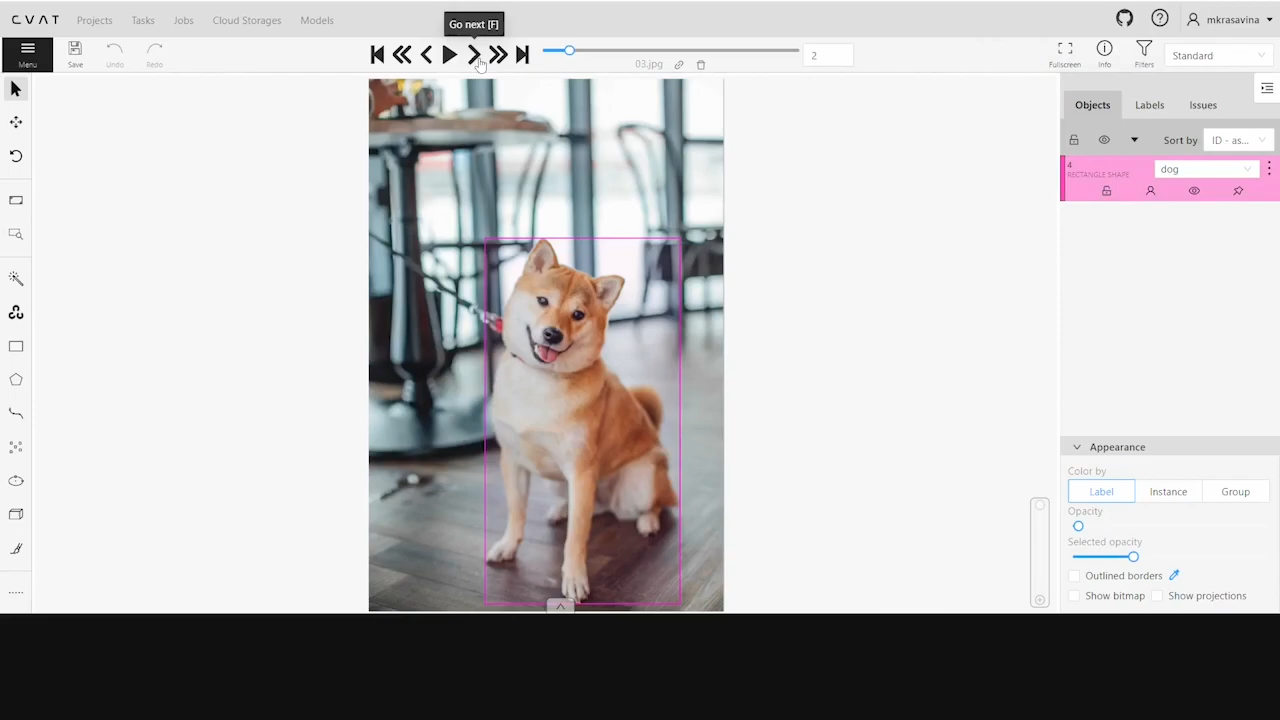 CVAT
Projects
Tasks
Jobs
Cloud Storages
Models
Go next [F]
mkrasavina
Menu
Save
Undo
Redo
03.jpg
2
Fullscreen
Info
Filters
Standard
Objects
Labels
Issues
Sort by
ID - as...
4
RECTANGLE SHAPE
dog
Appearance
Color by
Label
Instance
Group
Opacity
Selected opacity
Outlined borders
Show bitmap
Show projections